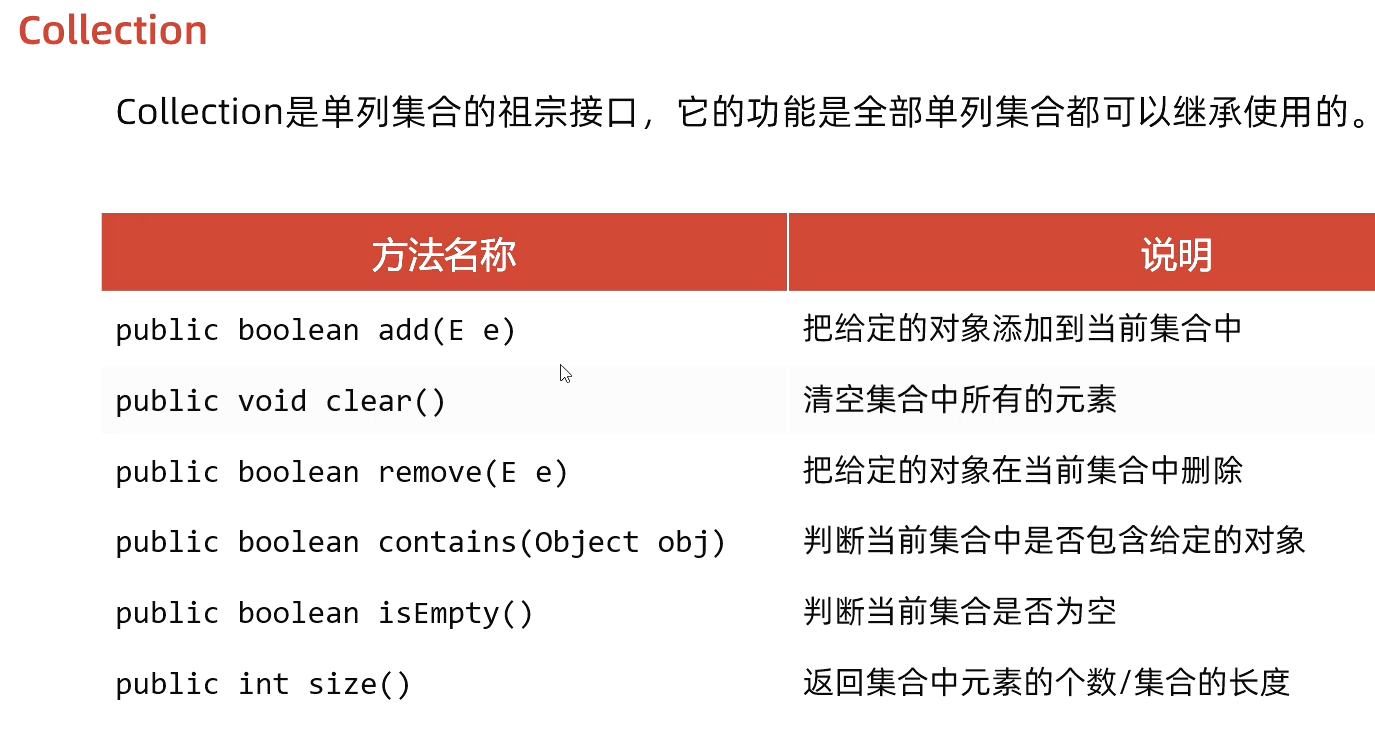 Collection
Collection是单列集合的祖宗接口，它的功能是全部单列集合都可以继承使用的。
方法名称 说明
public boolean add(E e) 把给定的对象添加到当前集合中
public void clear() 清空集合中所有的元素
public boolean remove(E e) 把给定的对象在当前集合中删除
public boolean contains(Object obj) 判断当前集合中是否包含给定的对象
public boolean isEmpty() 判断当前集合是否为空
public int size() 返回集合中元素的个数/集合的长度